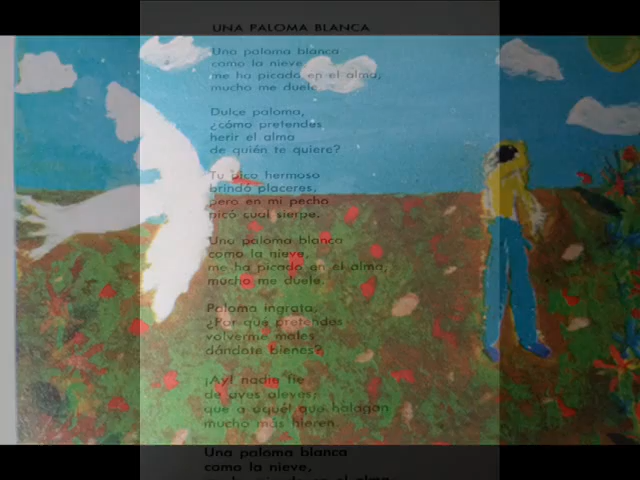 UNA PALOMA BLANCA
Una paloma blanca
como la nieve,
me ha picado en el alma;
mucho me duele.
Dulce paloma,
¿cómo pretendes
herir el alma
de quién te quiere?
Tu pico hermoso
brindó placeres,
pero en mi pecho
picó cual sierpe.
Una paloma blanca
como la nieve,
me ha picado en el alma;
mucho me duele.
Paloma ingrata,
¿Por qué pretendes
volverme males
dándote bienes?
¡Ay! nadie fíe
de aves aleves;
que a aquél que halagan
mucho más hieren.
Una paloma blanca
como la nieve,